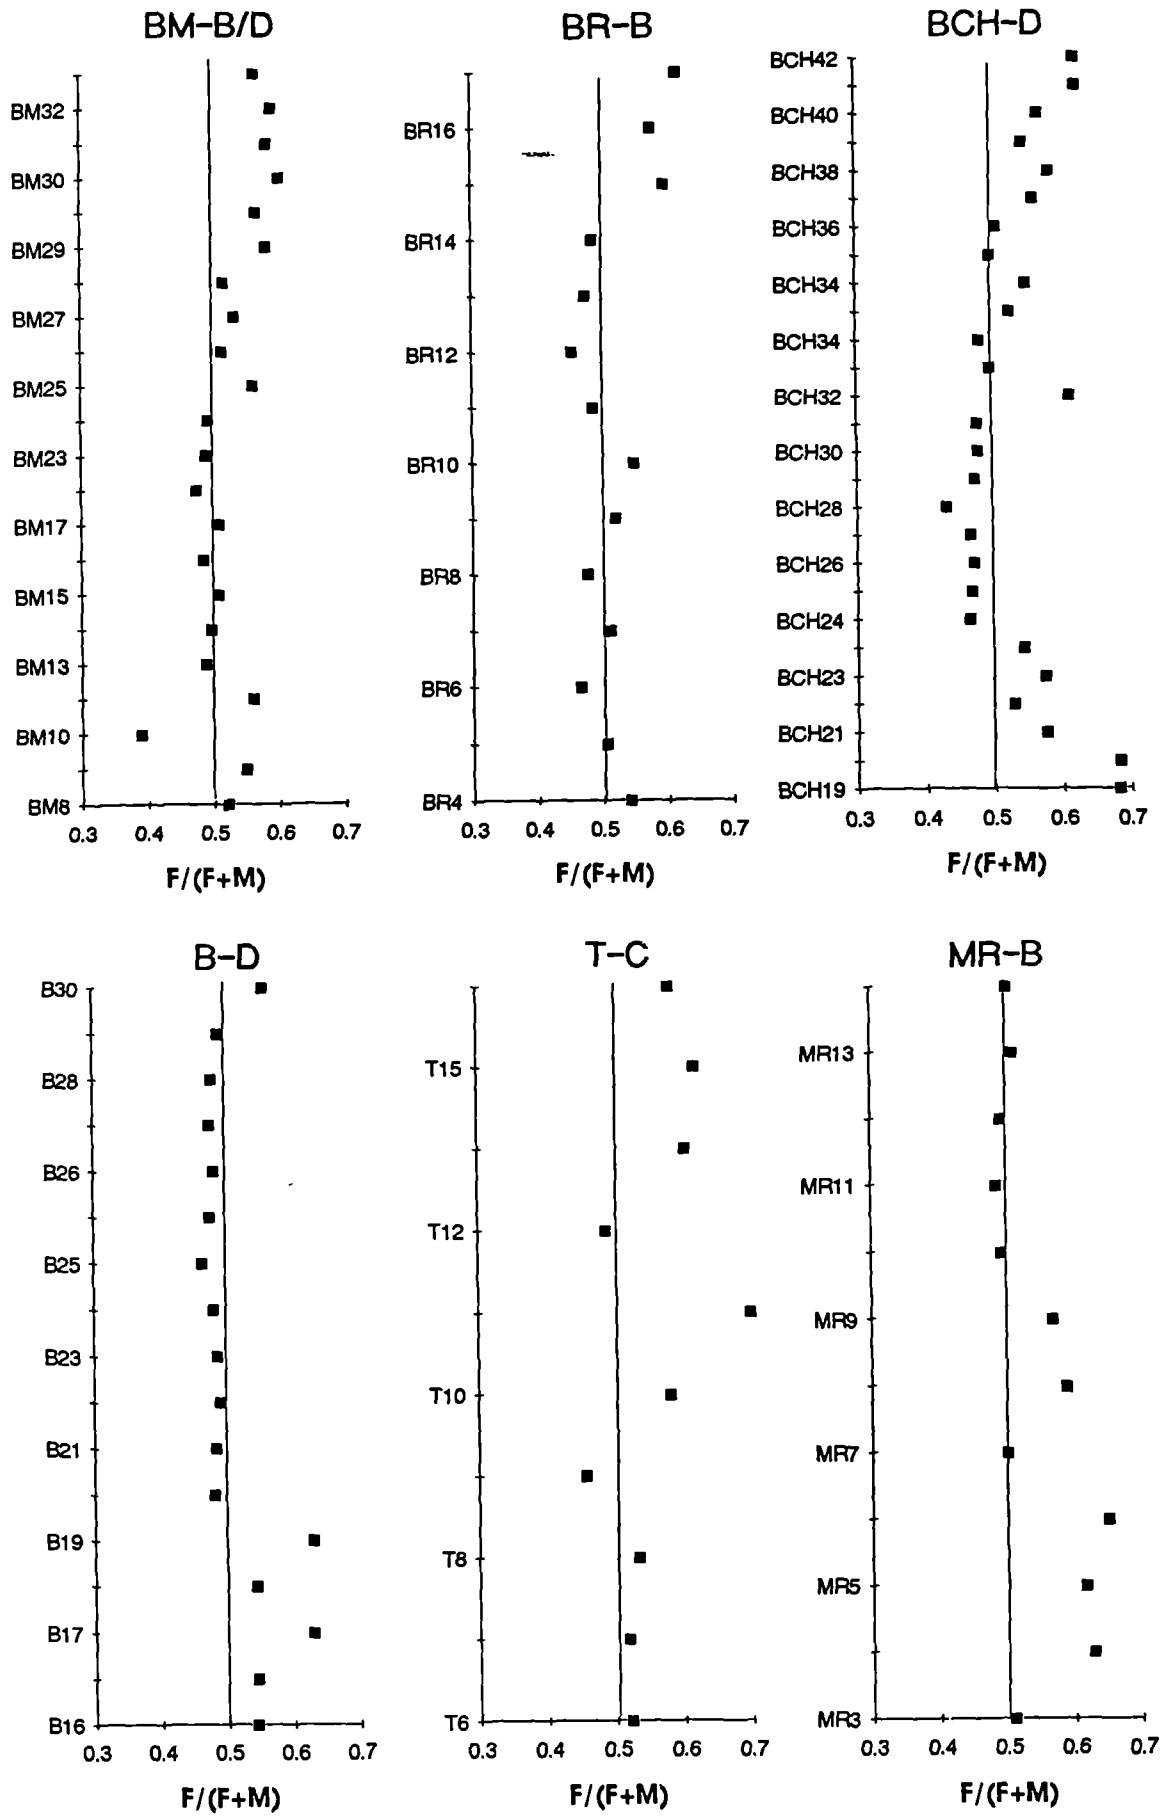 BM-B/D
BM32
BM30
BM29
BM27
BM25
BM23
BM17
BM15
BM13
BM10
BM8
0.3 0.4 0.5 0.6 0.7
F/(F+M)
BR-B
BR16
BR14
BR12
BR10
BR8
BR6
BR4
0.3 0.4 0.5 0.6 0.7
F/(F+M)
BCH-D
BCH42
BCH40
BCH38
BCH36
BCH34
BCH34
BCH32
BCH30
BCH28
BCH26
BCH24
BCH23
BCH21
BCH19
0.3 0.4 0.5 0.6 0.7
F/(F+M)
B-D
B30
B28
B26
B25
B23
B21
B19
B17
B16
0.3 0.4 0.5 0.6 0.7
F/(F+M)
T-C
T15
T12
T10
T8
T6
0.3 0.4 0.5 0.6 0.7
F/(F+M)
MR-B
MR13
MR11
MR9
MR7
MR5
MR3
0.3 0.4 0.5 0.6 0.7
F/(F+M)